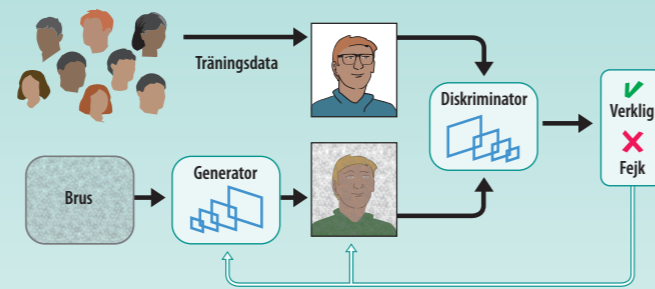 Träningsdata
Diskriminator
Verklig
Fejk
Generator
Brus